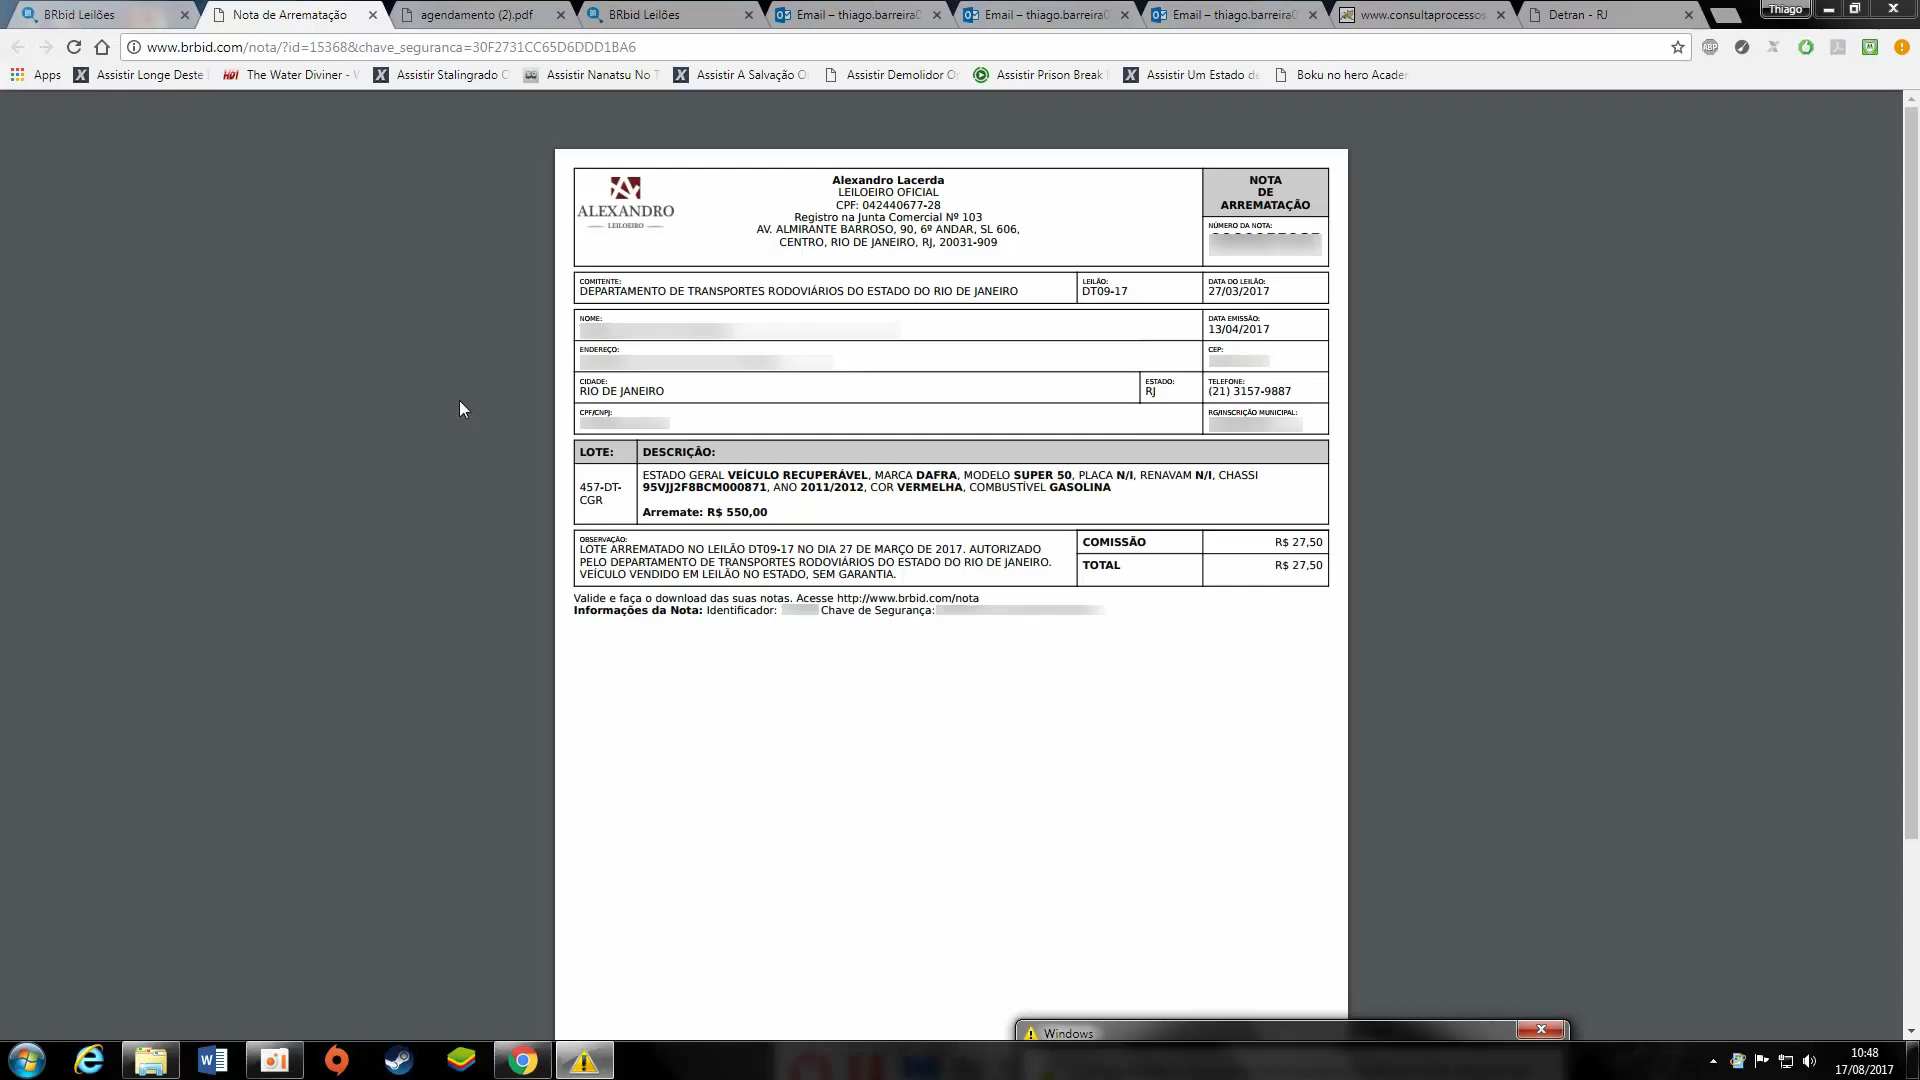 BRbid Leilões
Nota de Arrematação
agendamento (2).pdf
BRbid Leilões
Email – thiago.barreira0
Email – thiago.barreira0
Email – thiago.barreira0
www.consultaprocessos
Detran - RJ
Thiago
www.brbid.com/nota/?id=15368&chave_seguranca=30F2731CC65D6DDD1BA6
ABP
Apps
Assistir Longe Deste
HD!
The Water Diviner -
Assistir Stalingrado
Assistir Nanatsu No T
Assistir A Salvação
Assistir Demolidor
Assistir Prison Break
Assistir Um Estado de
Boku no hero Acader
ALEXANDRO
LEILOEIRO
Alexandro Lacerda
LEILOEIRO OFICIAL
CPF: 042440677-28
Registro na Junta Comercial Nº 103
AV. ALMIRANTE BARROSO, 90, 6º ANDAR, SL 606,
CENTRO, RIO DE JANEIRO, RJ, 20031-909
NOTA
DE
ARREMATAÇÃO
NÚMERO DA NOTA:
COMITENTE:
DEPARTAMENTO DE TRANSPORTES RODOVIÁRIOS DO ESTADO DO RIO DE JANEIRO
LEILÃO:
DT09-17
DATA DO LEILÃO:
27/03/2017
NOME:
DATA EMISSÃO:
13/04/2017
ENDEREÇO:
CEP:
CIDADE:
RIO DE JANEIRO
ESTADO:
RJ
TELEFONE:
(21) 3157-9887
CPF/CNPJ:
RG/INSCRIÇÃO MUNICIPAL:
LOTE:
DESCRIÇÃO:
457-DT-
CGR
ESTADO GERAL VEÍCULO RECUPERÁVEL, MARCA DAFRA, MODELO SUPER 50, PLACA N/I, RENAVAM N/I, CHASSI
95VJJ2F8BCM000871, ANO 2011/2012, COR VERMELHA, COMBUSTÍVEL GASOLINA
Arremate: R$ 550,00
OBSERVAÇÃO:
LOTE ARREMATADO NO LEILÃO DT09-17 NO DIA 27 DE MARÇO DE 2017. AUTORIZADO
PELO DEPARTAMENTO DE TRANSPORTES RODOVIÁRIOS DO ESTADO DO RIO DE JANEIRO.
VEÍCULO VENDIDO EM LEILÃO NO ESTADO, SEM GARANTIA.
COMISSÃO
R$ 27,50
TOTAL
R$ 27,50
Valide e faça o download das suas notas. Acesse http://www.brbid.com/nota
Informações da Nota: Identificador: Chave de Segurança:
Windows
10:48
17/08/2017